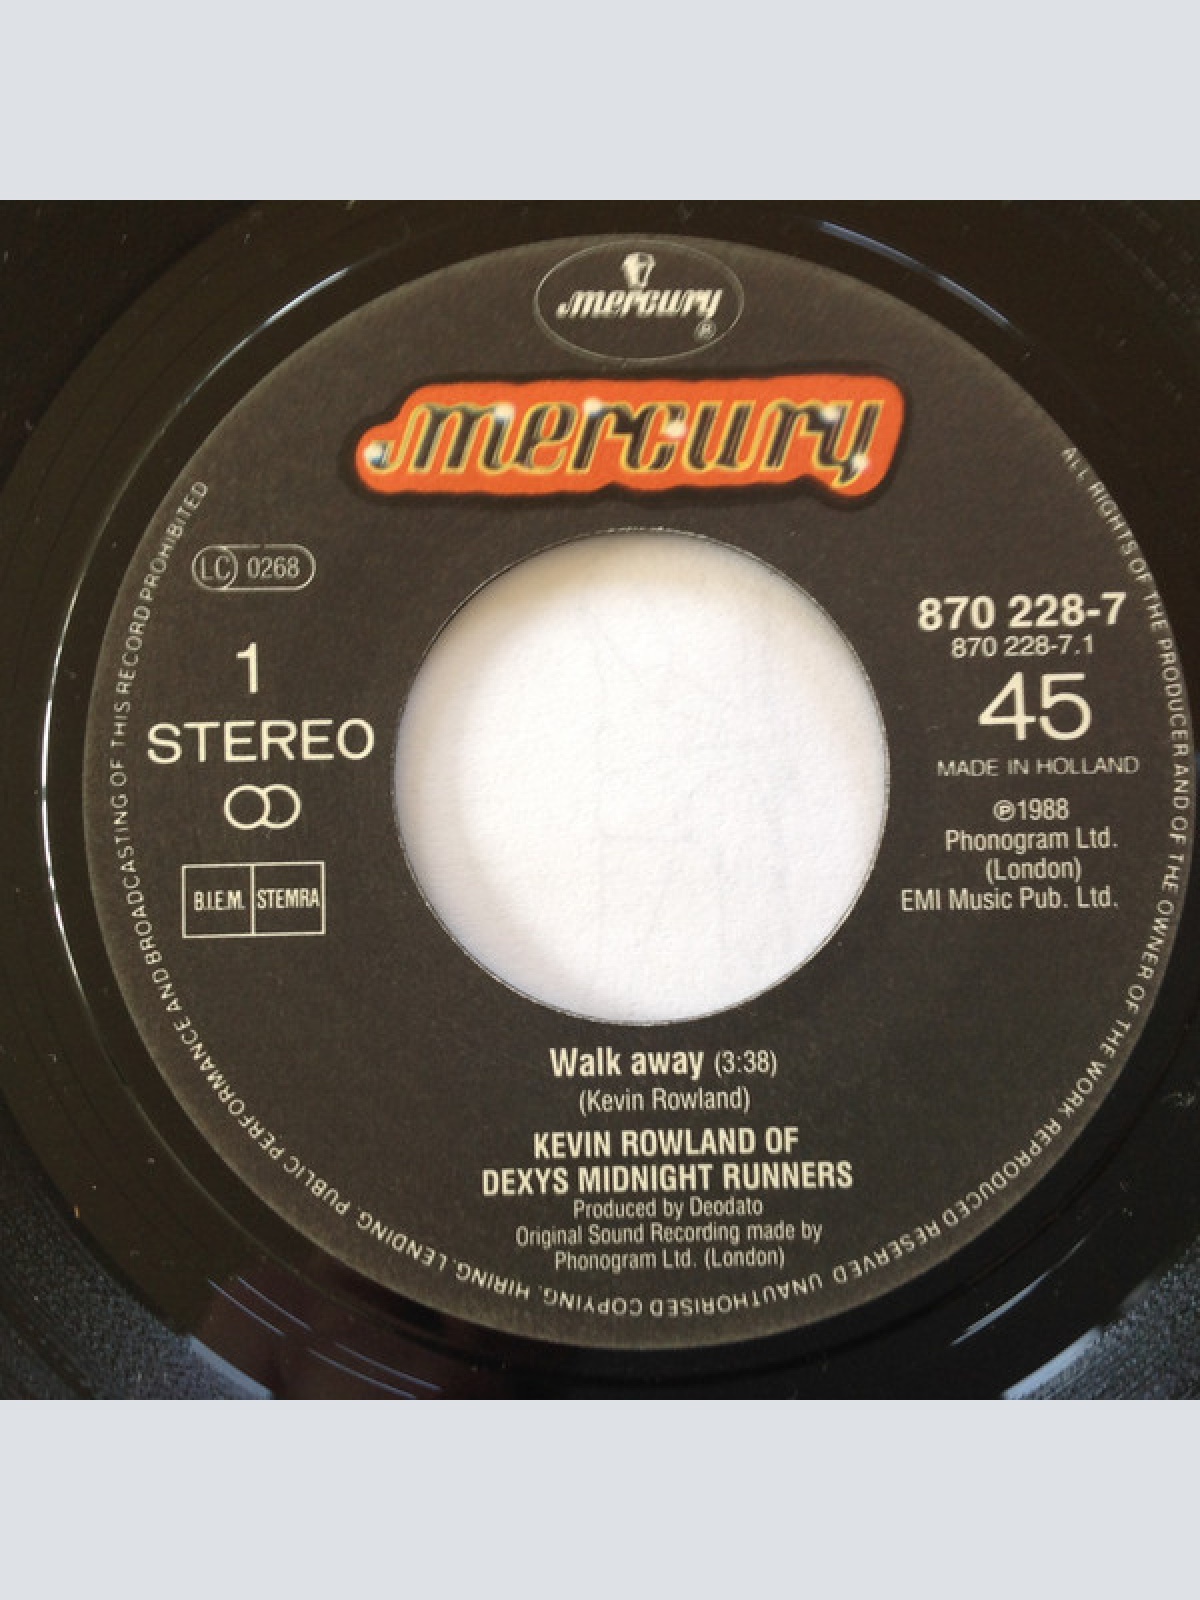 mercury
®
mercury
LC 0268
1
STEREO
B.I.E.M. STEMRA
870 228-7
870 228-7.1
45
MADE IN HOLLAND
℗1988
Phonogram Ltd.
(London)
EMI Music Pub. Ltd.
Walk away (3:38)
(Kevin Rowland)
KEVIN ROWLAND OF
DEXYS MIDNIGHT RUNNERS
Produced by Deodato
Original Sound Recording made by
Phonogram Ltd. (London)
ALL RIGHTS OF THE PRODUCER AND OF THE OWNER OF THE WORK REPRODUCED RESERVED UNAUTHORISED COPYING, HIRING, LENDING, PUBLIC PERFORMANCE AND BROADCASTING OF THIS RECORD PROHIBITED